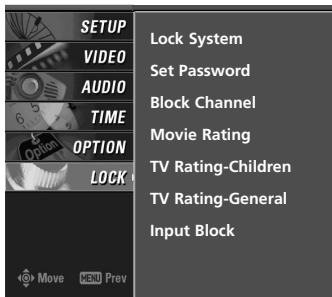 SETUP
VIDEO
AUDIO
TIME
OPTION
LOCK
Lock System
Set Password
Block Channel
Movie Rating
TV Rating-Children
TV Rating-General
Input Block
Move MENU Prev